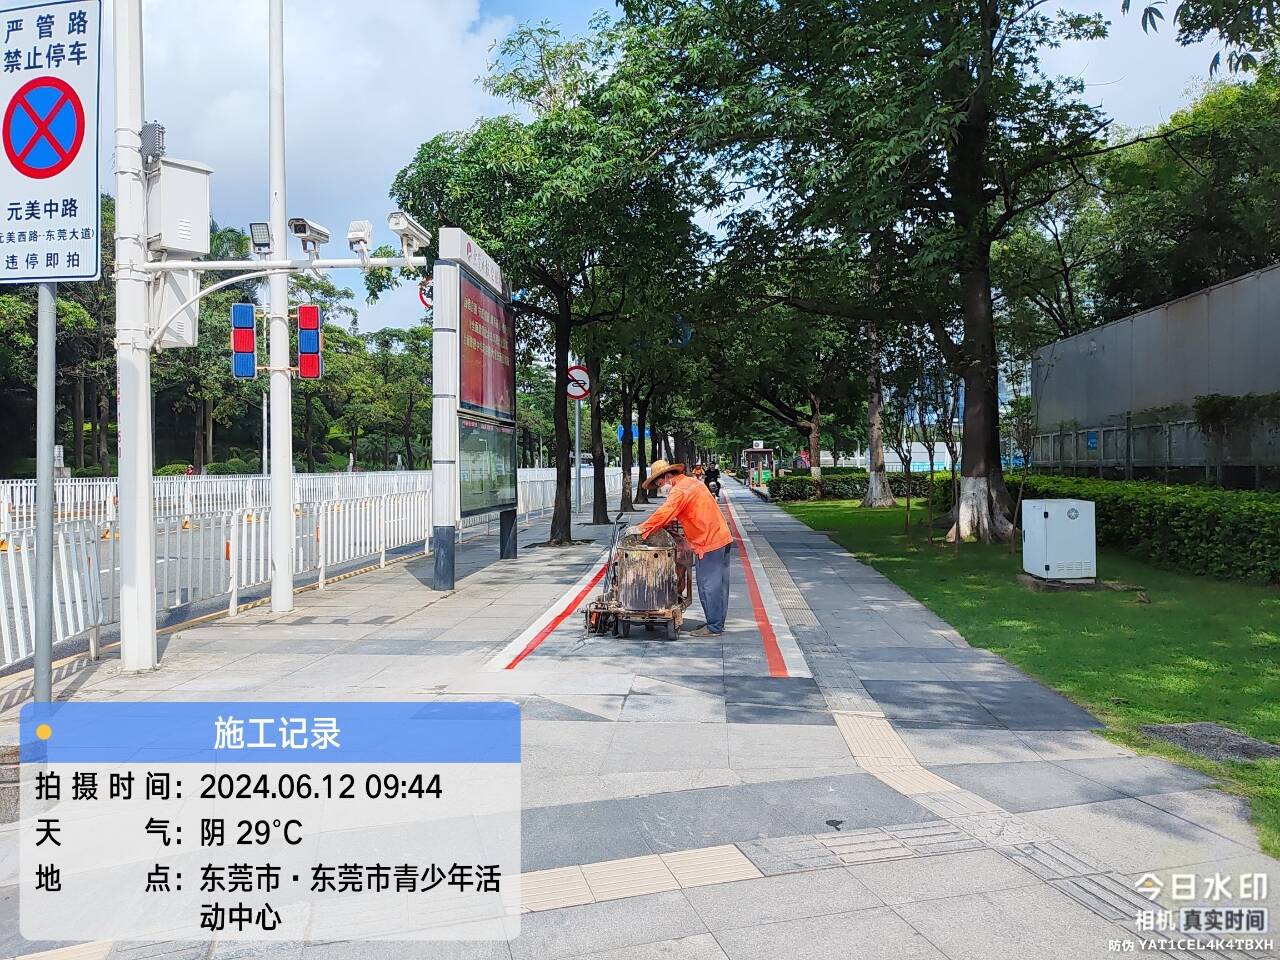 严管路
禁止停车
元美中路
元美西路-东莞大道
违停即拍
施工记录
拍摄时间：2024.06.12 09:44
天气：阴 29°C
地点：东莞市·东莞市青少年活
动中心
今日水印
相机 真实时间
防伪 YAT1CEL4K4TBXH